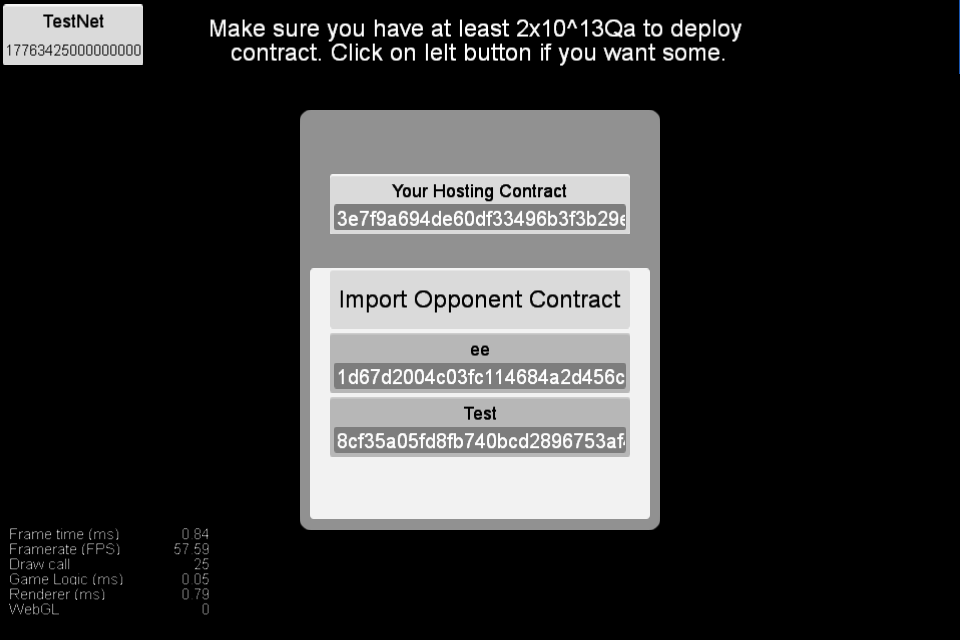 TestNet
17763425000000000
Make sure you have at least 2x10^13Qa to deploy
contract. Click on lelt button if you want some.
Your Hosting Contract
3e7f9a694de60df33496b3f3b29e
Import Opponent Contract
ee
1d67d2004c03fc114684a2d456c
Test
8cf35a05fd8fb740bcd2896753af
Frame time (ms) 0.84
Framerate (FPS) 57.59
Draw call 25
Game Logic (ms) 0.05
Renderer (ms) 0.79
WebGL 0